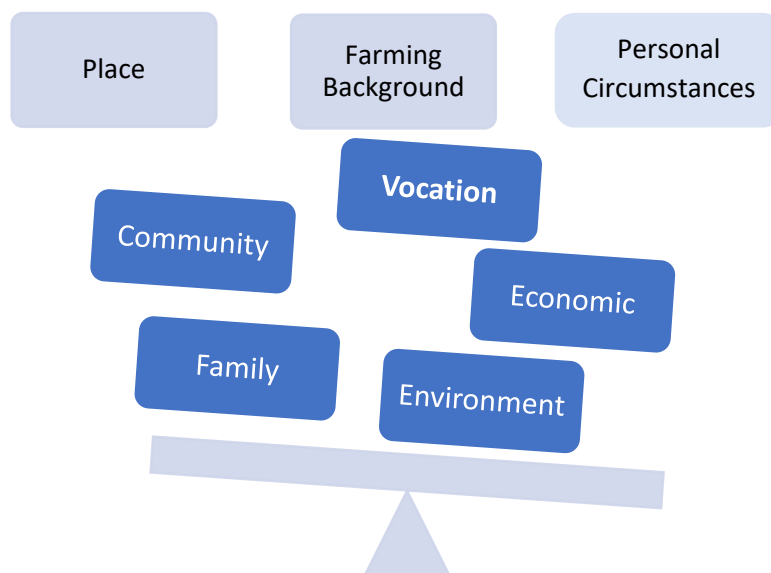 Place
Farming
Background
Personal
Circumstances
Vocation
Community
Economic
Family
Environment